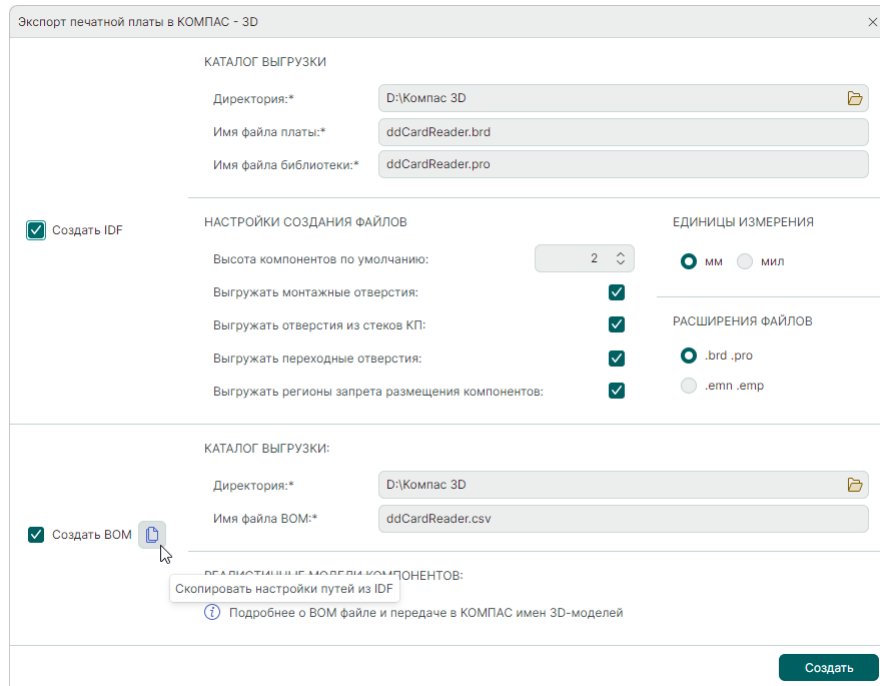 Экспорт печатной платы в КОМПАС - 3D
КАТАЛОГ ВЫГРУЗКИ
Директория:* D:\Компас 3D
Имя файла платы:* ddCardReader.brd
Имя файла библиотеки:* ddCardReader.pro
Создать IDF
НАСТРОЙКИ СОЗДАНИЯ ФАЙЛОВ
Высота компонентов по умолчанию: 2
Выгружать монтажные отверстия:
Выгружать отверстия из стеков КП:
Выгружать переходные отверстия:
Выгружать регионы запрета размещения компонентов:
ЕДИНИЦЫ ИЗМЕРЕНИЯ
мм мил
РАСШИРЕНИЯ ФАЙЛОВ
.brd .pro
.emn .emp
КАТАЛОГ ВЫГРУЗКИ:
Директория:* D:\Компас 3D
Имя файла BOM:* ddCardReader.csv
Создать BOM
РЕАЛИСТИЧНЫЕ МОДЕЛИ КОМПОНЕНТОВ:
Скопировать настройки путей из IDF
Подробнее о BOM файле и передаче в КОМПАС имен 3D-моделей
Создать